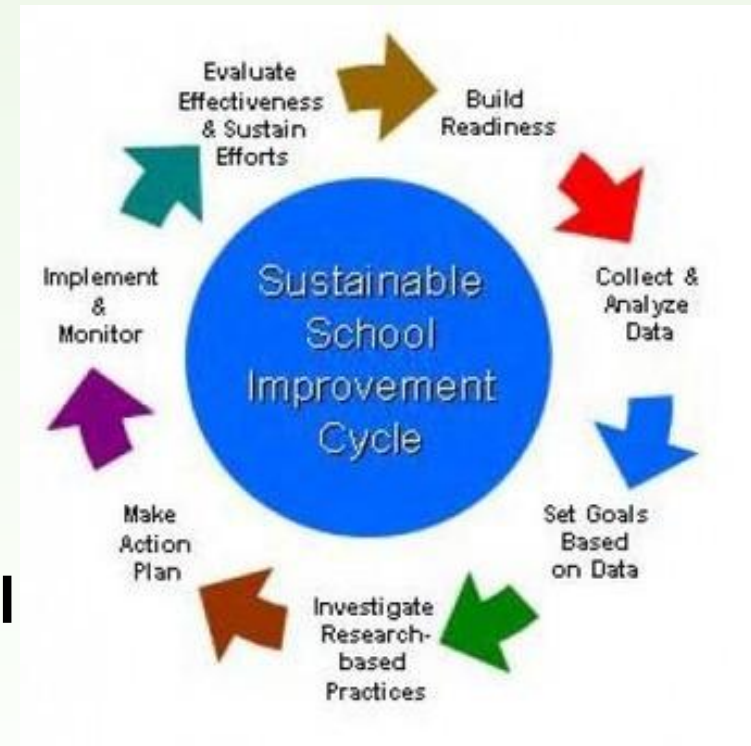 Sustainable
School
Improvement
Cycle
Build
Readiness
Collect &
Analyze
Data
Set Goals
Based
on Data
Investigate
Research-
based
Practices
Make
Action
Plan
Implement
&
Monitor
Evaluate
Effectiveness
& Sustain
Efforts